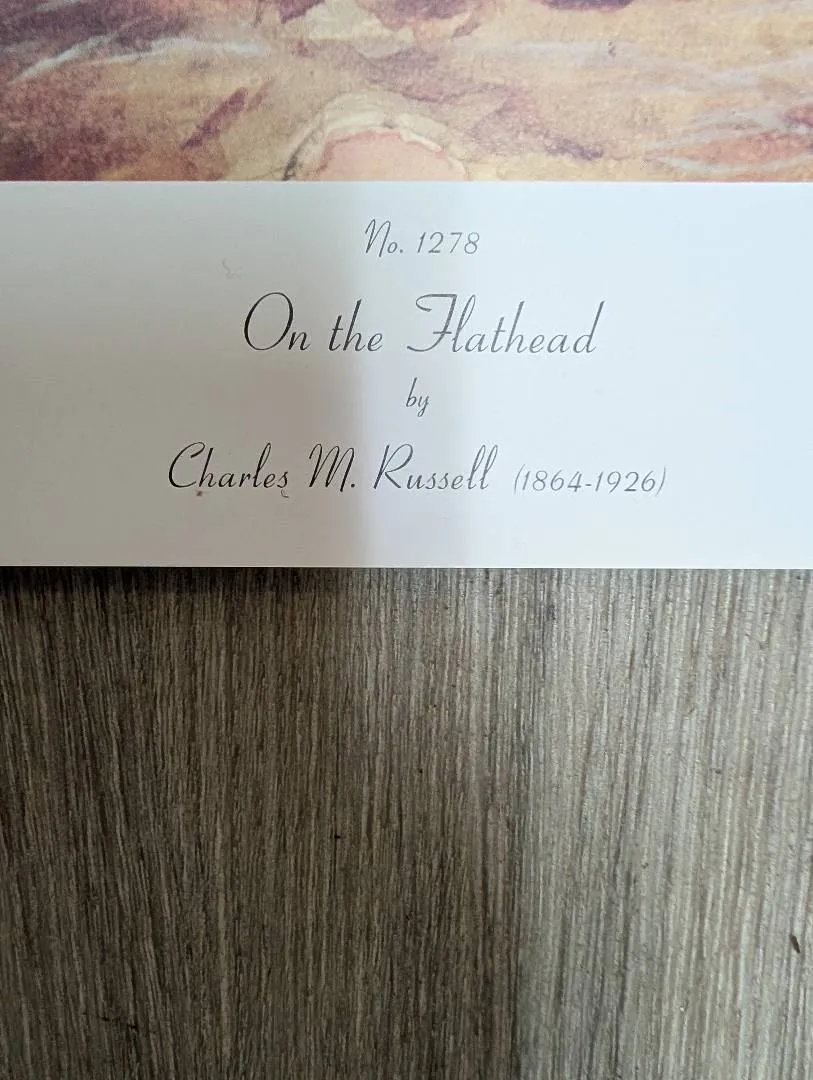 No. 1278
On the Flathead
by
Charles M. Russell (1864-1926)